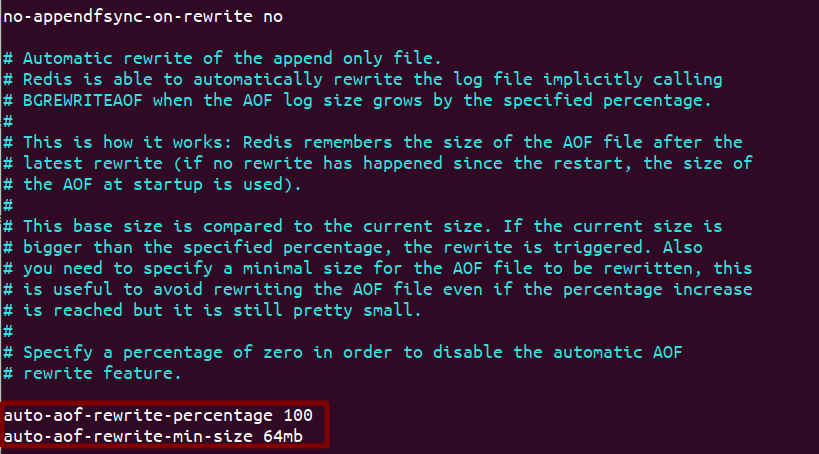 no-appendfsync-on-rewrite no
# Automatic rewrite of the append only file.
# Redis is able to automatically rewrite the log file implicitly calling
# BGREWRITEAOF when the AOF log size grows by the specified percentage.
#
# This is how it works: Redis remembers the size of the AOF file after the
# latest rewrite (if no rewrite has happened since the restart, the size of
# the AOF at startup is used).
#
# This base size is compared to the current size. If the current size is
# bigger than the specified percentage, the rewrite is triggered. Also
# you need to specify a minimal size for the AOF file to be rewritten, this
# is useful to avoid rewriting the AOF file even if the percentage increase
# is reached but it is still pretty small.
#
# Specify a percentage of zero in order to disable the automatic AOF
# rewrite feature.
auto-aof-rewrite-percentage 100
auto-aof-rewrite-min-size 64mb